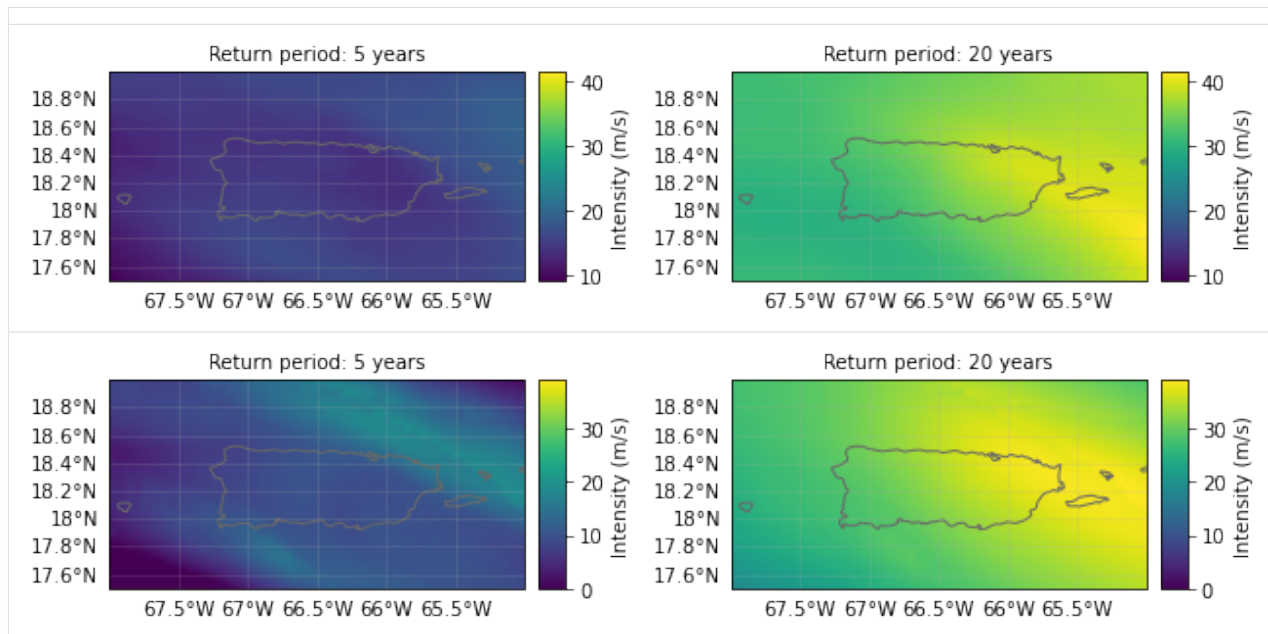 Return period: 5 years
18.8°N
18.6°N
18.4°N
18.2°N
18°N
17.8°N
17.6°N
67.5°W 67°W 66.5°W 66°W 65.5°W
40
30
20
10
Intensity (m/s)
Return period: 20 years
18.8°N
18.6°N
18.4°N
18.2°N
18°N
17.8°N
17.6°N
67.5°W 67°W 66.5°W 66°W 65.5°W
40
30
20
10
Intensity (m/s)
Return period: 5 years
18.8°N
18.6°N
18.4°N
18.2°N
18°N
17.8°N
17.6°N
67.5°W 67°W 66.5°W 66°W 65.5°W
30
20
10
0
Intensity (m/s)
Return period: 20 years
18.8°N
18.6°N
18.4°N
18.2°N
18°N
17.8°N
17.6°N
67.5°W 67°W 66.5°W 66°W 65.5°W
30
20
10
0
Intensity (m/s)